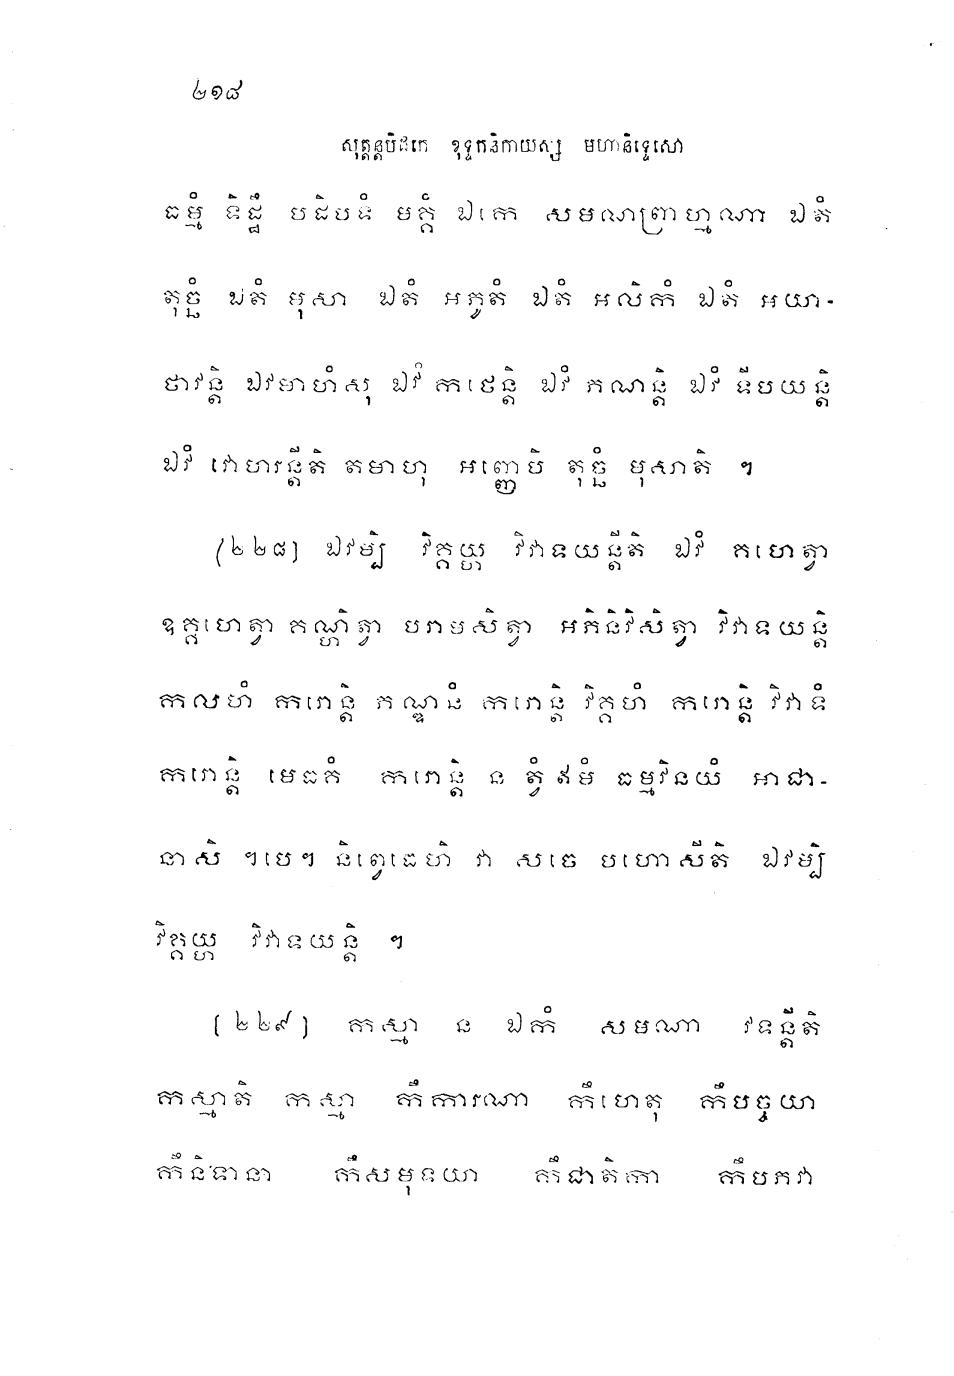 ២១៨
សុត្តន្តបិដកេ ខុទ្ទកនិកាយស្ស មហានិទ្ទេសោ
ធម្មំ ទិដ្ឋឹ បដិបទំ មគ្គំ ឯកេ សមណព្រាហ្មណា ឯតំ
តុច្ឆំ ឯតំ មុសា ឯតំ អភូតំ ឯតំ អលិកំ ឯតំ អយា-
ថាវន្តិ ឯវមាហំសុ ឯវំ កថេន្តិ ឯវំ ភណន្តិ ឯវំ ទីបយន្តិ
ឯវំ វោហរន្តីតិ តមាហុ អញ្ញេបិ តុច្ឆំ មុសាតិ ។
(២២៨) ឯវម្បិ វិគ្គយ្ហ វិវាទយន្តីតិ ឯវំ គហេត្វា
ឧគ្គហេត្វា គណ្ហិត្វា បរាមសិត្វា អភិនិវិសិត្វា វិវាទយន្តិ
កលហំ ករោន្តិ ភណ្ឌនំ ករោន្តិ វិគ្គហំ ករោន្តិ វិវាទំ
ករោន្តិ មេធកំ ករោន្តិ ន ត្វំ ឥមំ ធម្មវិនយំ អាជា-
នាសិ ។បេ។ និព្វេធេហិ វា សចេ បហោសីតិ ឯវម្បិ
វិគ្គយ្ហ វិវាទយន្តិ ។
(២២៩) កស្មា ន ឯកំ សមណា វទន្តីតិ
កស្មាតិ កស្មា កឹការណា កឹហេតុ កឹបច្ចយា
កឹនិទានា កឹសមុទយា កឹជាតិកា កឹបភវា